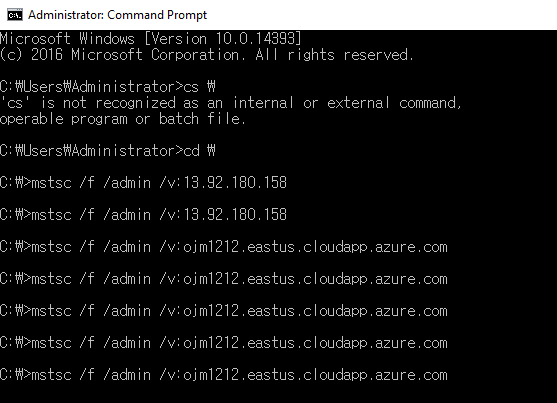 Administrator: Command Prompt
Microsoft Windows [Version 10.0.14393]
(c) 2016 Microsoft Corporation. All rights reserved.
C:₩Users₩Administrator>cs ₩
'cs' is not recognized as an internal or external command,
operable program or batch file.
C:₩Users₩Administrator>cd ₩
C:₩>mstsc /f /admin /v:13.92.180.158
C:₩>mstsc /f /admin /v:13.92.180.158
C:₩>mstsc /f /admin /v:ojm1212.eastus.cloudapp.azure.com
C:₩>mstsc /f /admin /v:ojm1212.eastus.cloudapp.azure.com
C:₩>mstsc /f /admin /v:ojm1212.eastus.cloudapp.azure.com
C:₩>mstsc /f /admin /v:ojm1212.eastus.cloudapp.azure.com
C:₩>mstsc /f /admin /v:ojm1212.eastus.cloudapp.azure.com